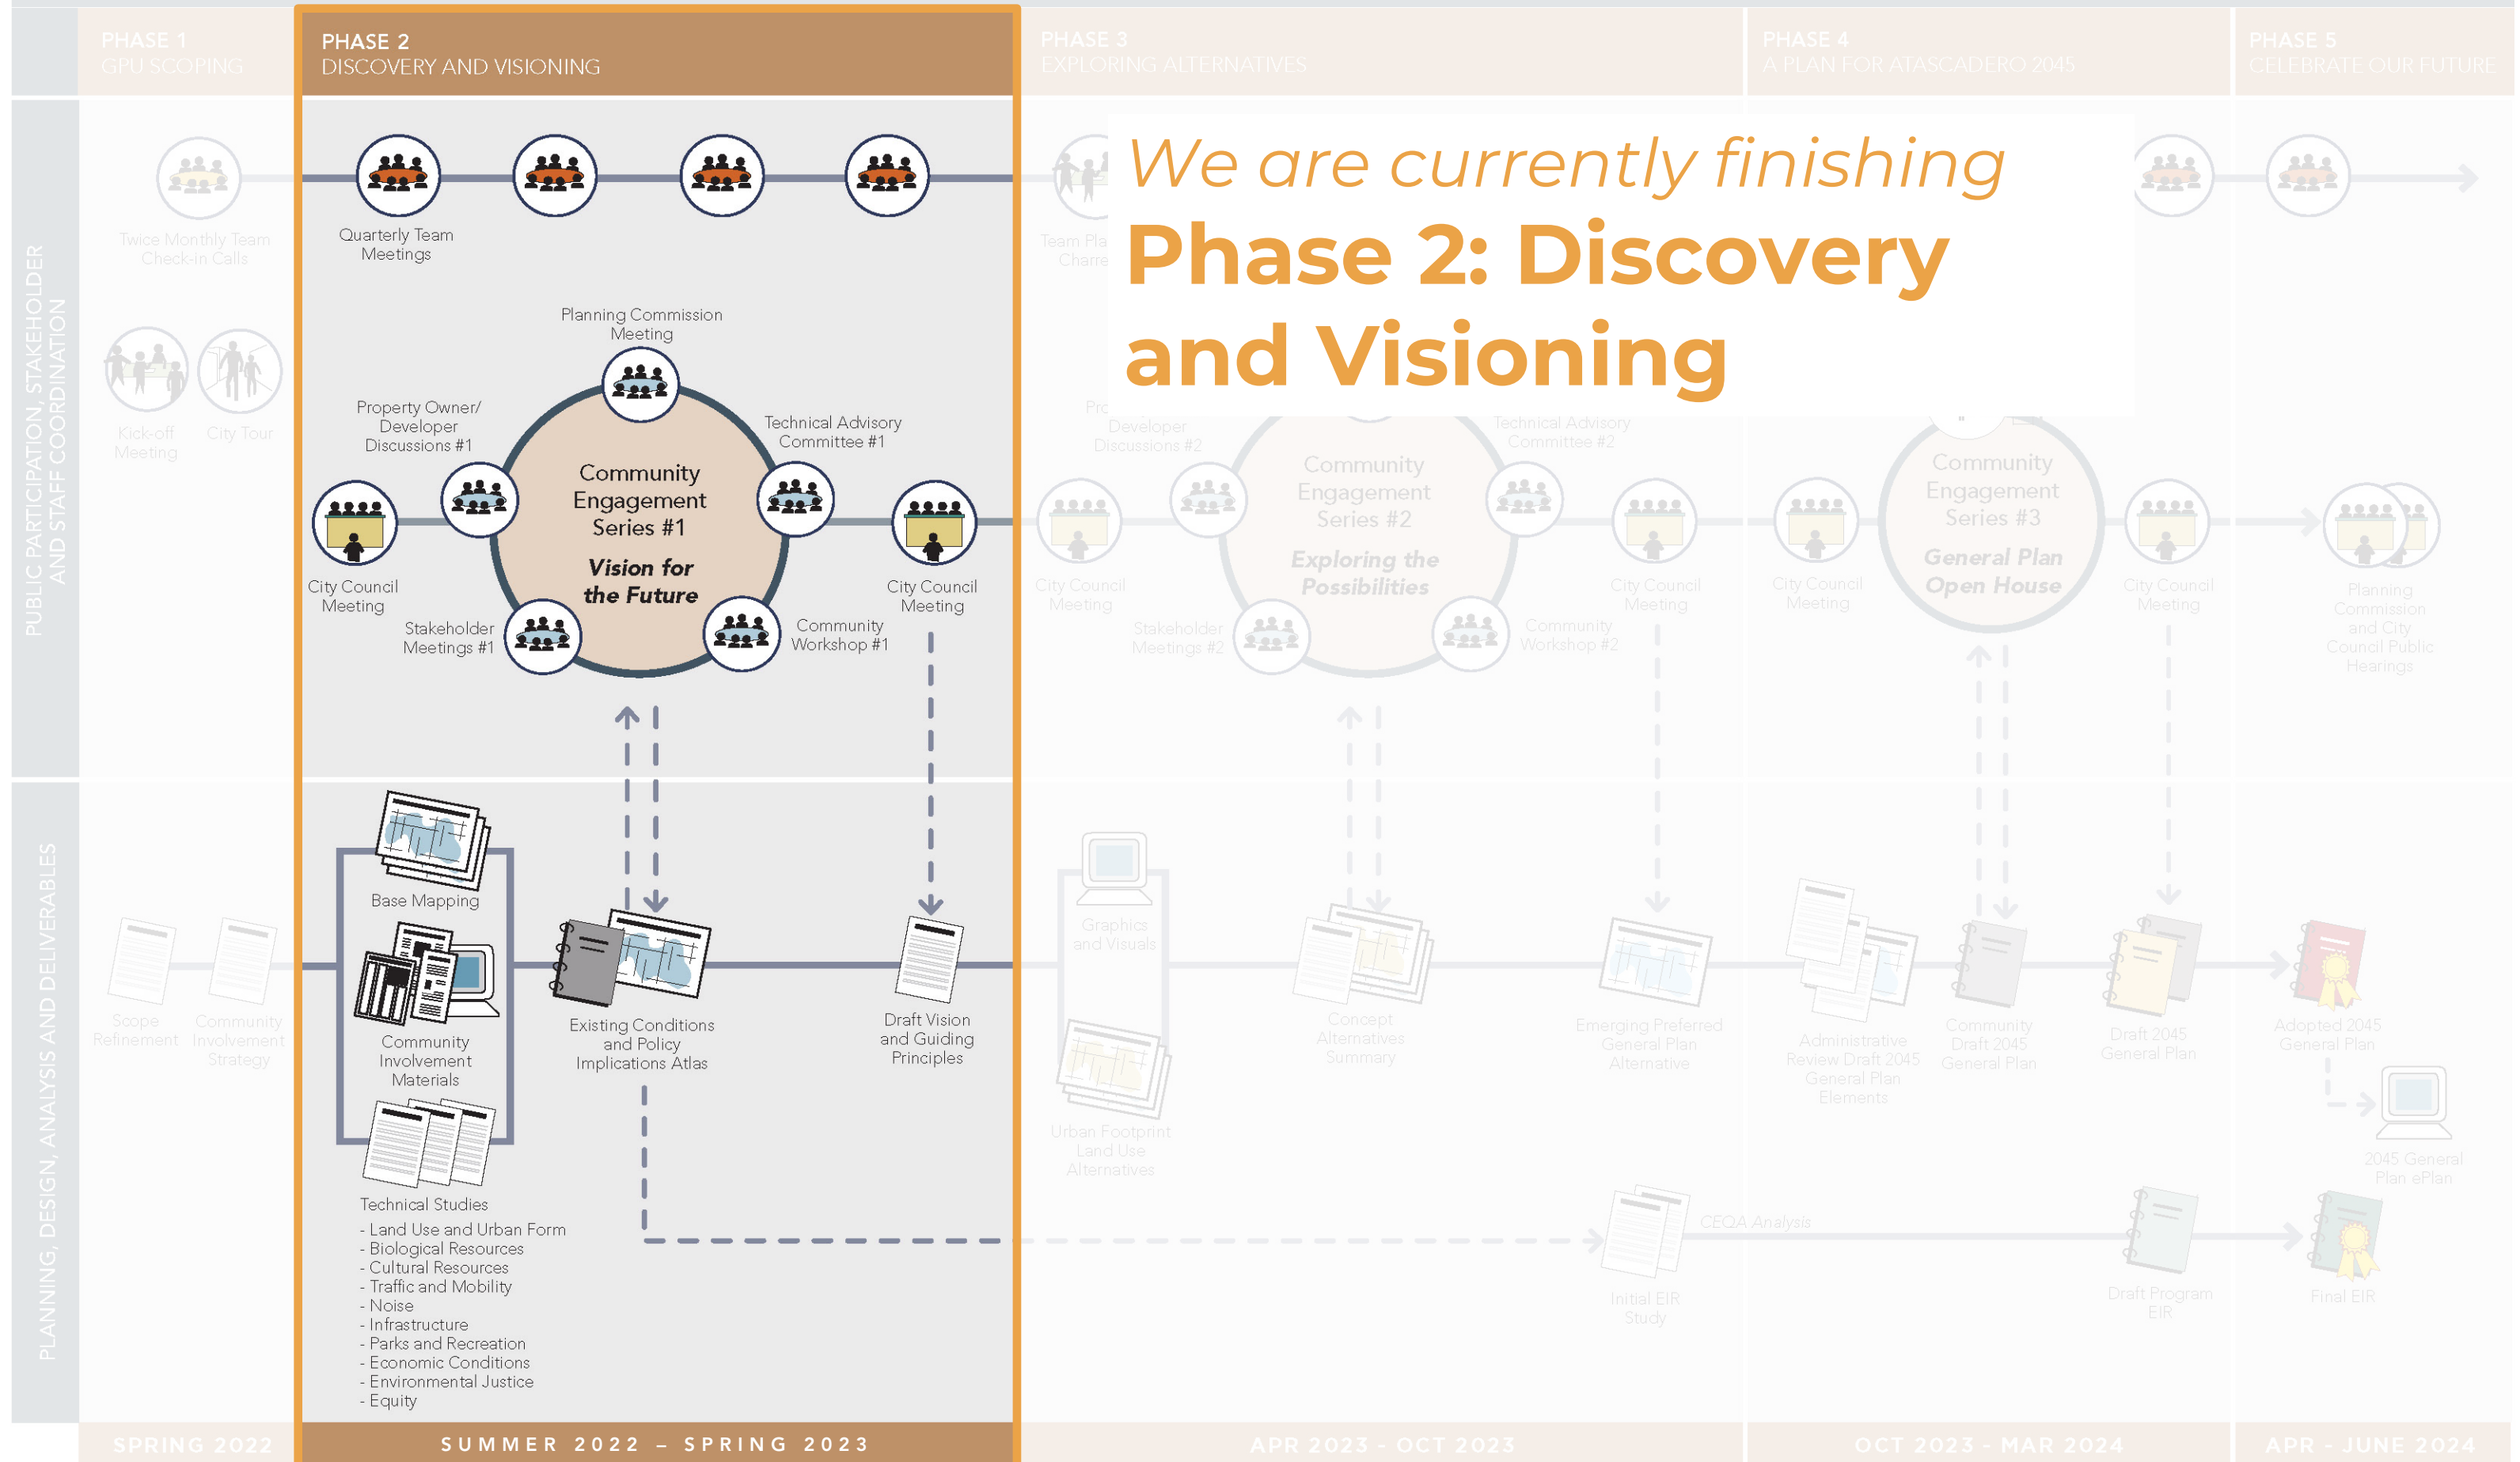 PHASE 1
GPU SCOPING
PHASE 2
DISCOVERY AND VISIONING
PHASE 3
EXPLORING ALTERNATIVES
PHASE 4
A PLAN FOR ATASCADERO 2045
PHASE 5
CELEBRATE OUR FUTURE
We are currently finishing
Phase 2: Discovery
and Visioning
PUBLIC PARTICIPATION, STAKEHOLDER
AND STAFF COORDINATION
Twice Monthly Team
Check-in Calls
Kick-off
Meeting
City Tour
Quarterly Team
Meetings
Planning Commission
Meeting
Property Owner/
Developer
Discussions #1
Technical Advisory
Committee #1
Community
Engagement
Series #1
Vision for
the Future
City Council
Meeting
Stakeholder
Meetings #1
Community
Workshop #1
City Council
Meeting
Team
Developer
Discussions #2
Technical Advisory
Committee #2
Community
Engagement
Series #2
Exploring the
Possibilities
City Council
Meeting
Stakeholder
Meetings #2
Community
Workshop #2
City Council
Meeting
City Council
Meeting
Community
Engagement
Series #3
General Plan
Open House
City Council
Meeting
Planning
Commission
and City
Council Public
Hearings
PLANNING, DESIGN, ANALYSIS AND DELIVERABLES
Scope
Refinement
Community
Involvement
Strategy
Base Mapping
Community
Involvement
Materials
Technical Studies
- Land Use and Urban Form
- Biological Resources
- Cultural Resources
- Traffic and Mobility
- Noise
- Infrastructure
- Parks and Recreation
- Economic Conditions
- Environmental Justice
- Equity
Existing Conditions
and Policy
Implications Atlas
Draft Vision
and Guiding
Principles
Graphics
and Visuals
Urban Footprint
Land Use
Alternatives
Concept
Alternatives
Summary
Emerging Preferred
General Plan
Alternative
Initial EIR
Study
CEQA Analysis
Administrative
Review Draft 2045
General Plan
Elements
Community
Draft 2045
General Plan
Draft 2045
General Plan
Draft Program
EIR
Adopted 2045
General Plan
2045 General
Plan ePlan
Final EIR
SPRING 2022
SUMMER 2022 – SPRING 2023
APR 2023 - OCT 2023
OCT 2023 - MAR 2024
APR - JUNE 2024